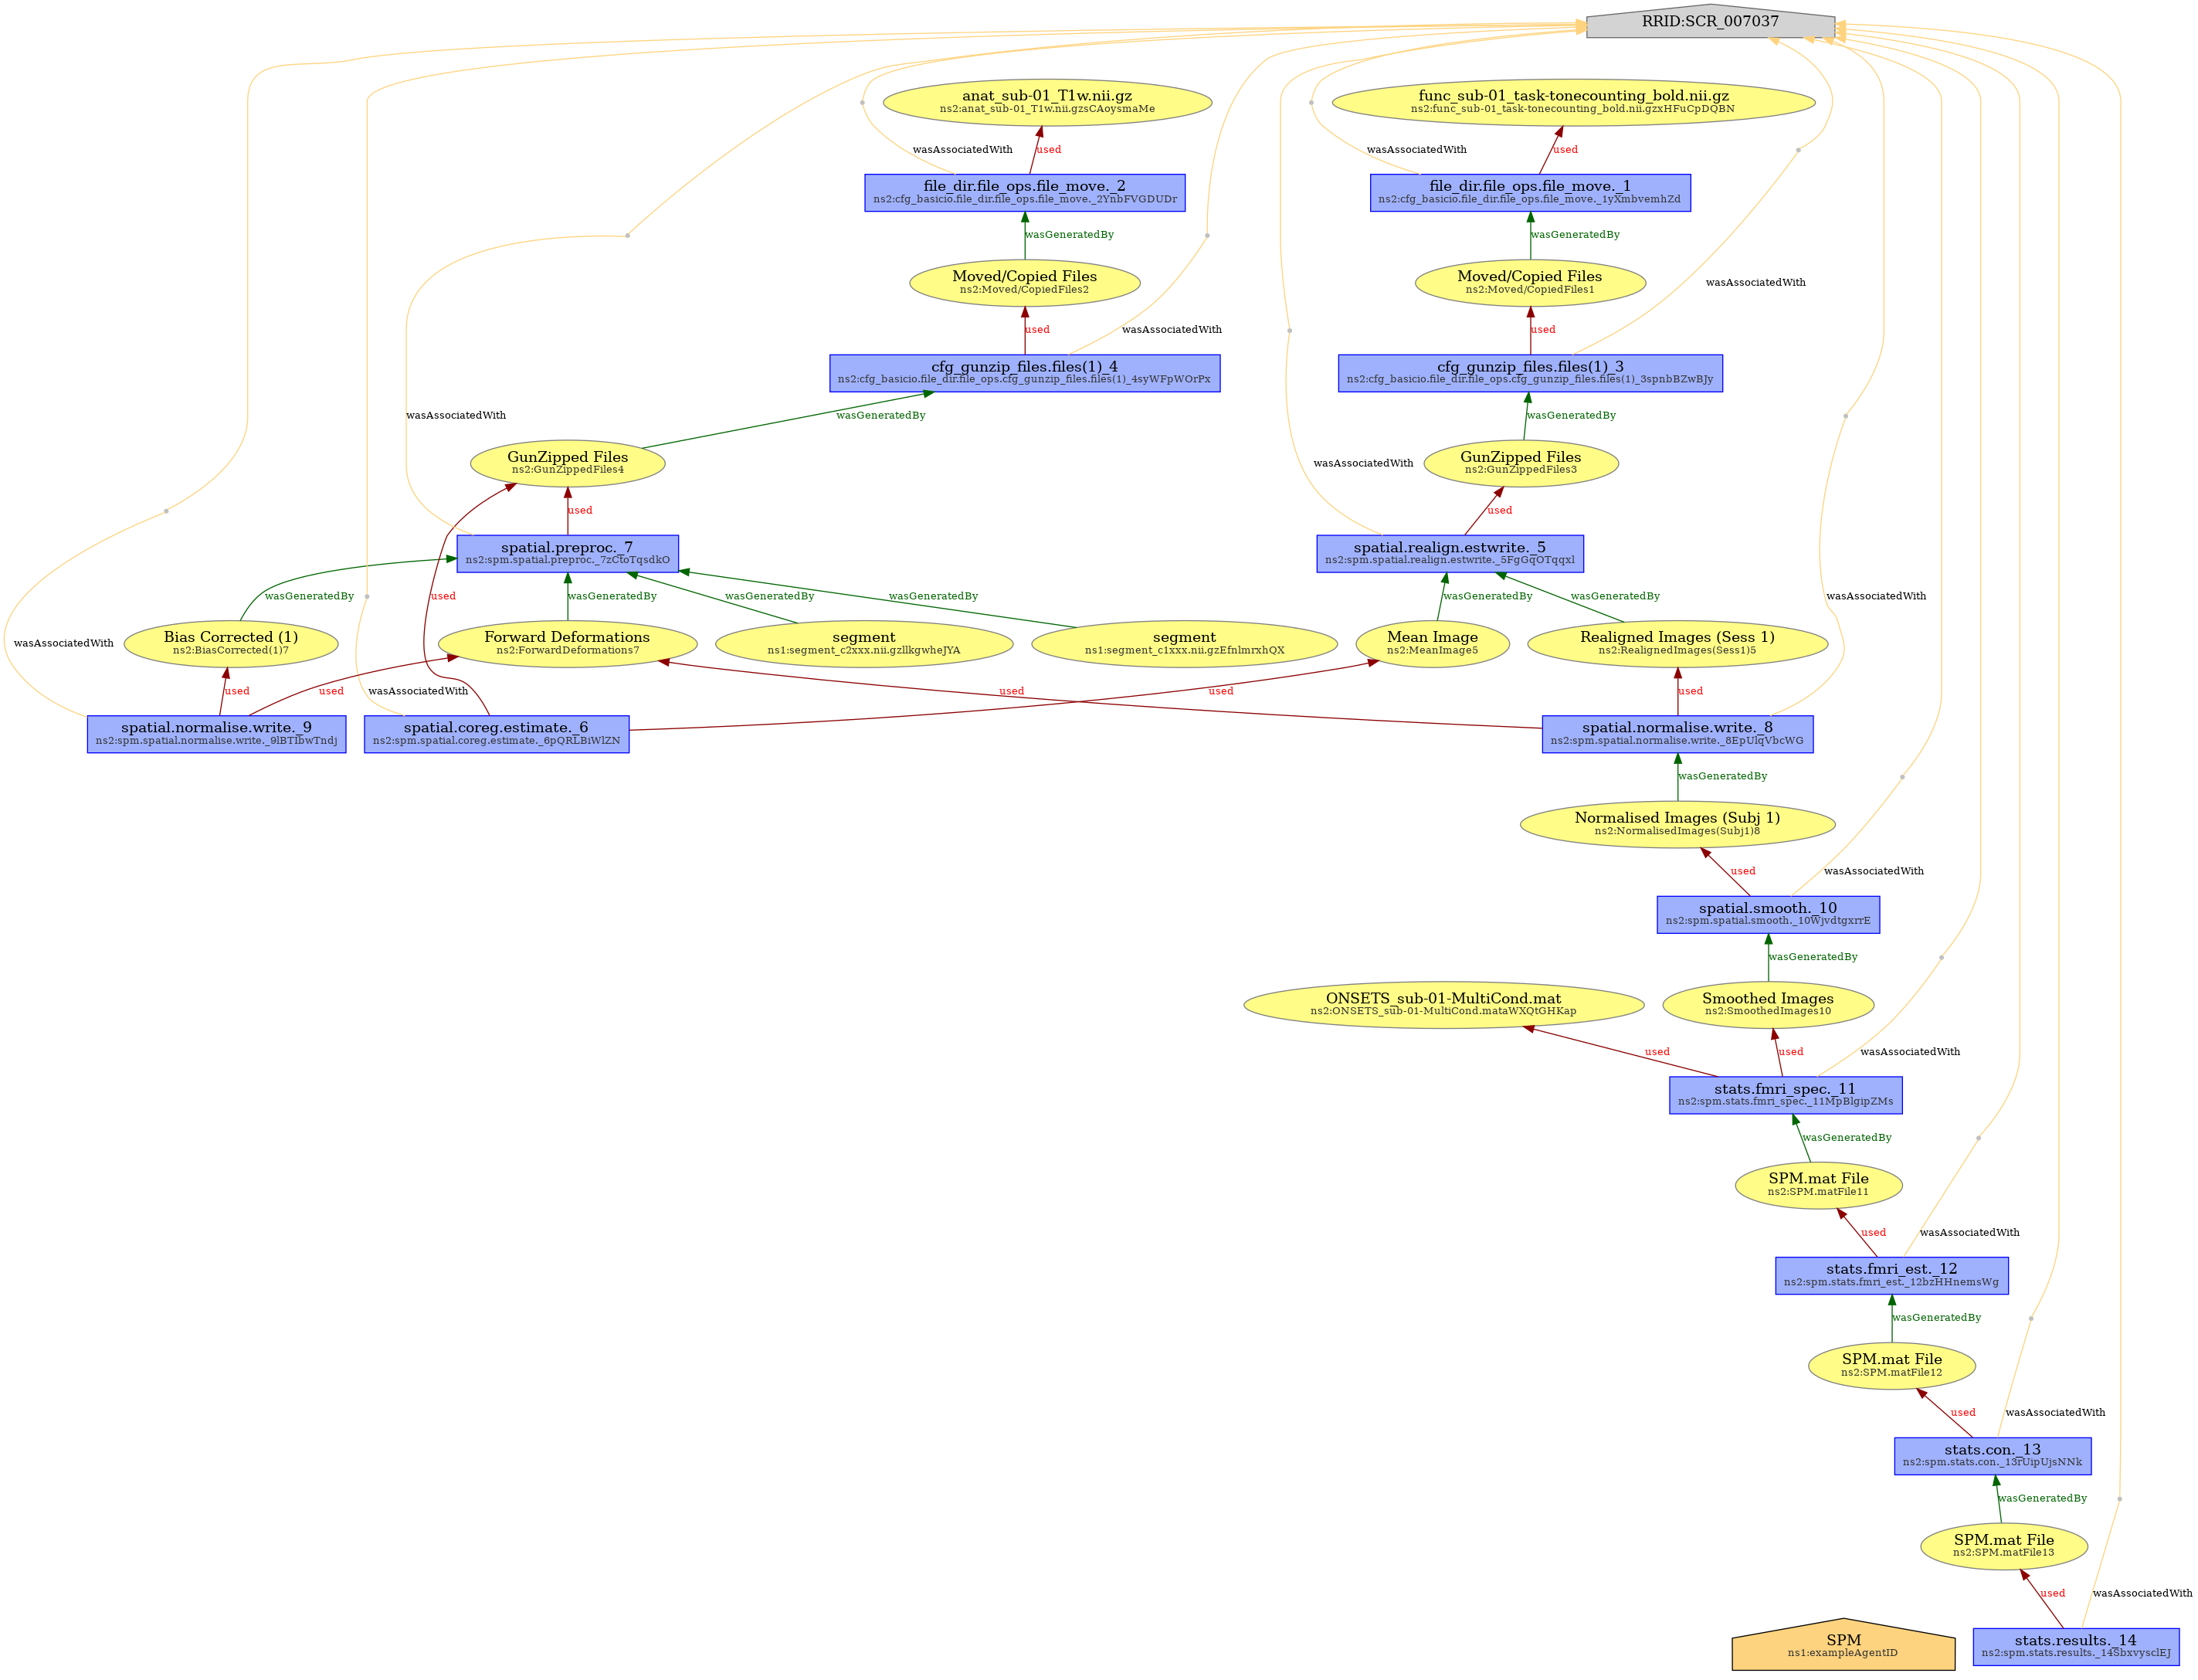 RRID:SCR_007037
anat_sub-01_T1w.nii.gz
ns2:anat_sub-01_T1w.nii.gzsCAoysmaMe
func_sub-01_task-tonecounting_bold.nii.gz
ns2:func_sub-01_task-tonecounting_bold.nii.gzxHFuCpDQBN
wasAssociatedWith
used
wasAssociatedWith
used
file_dir.file_ops.file_move._2
ns2:cfg_basicio.file_dir.file_ops.file_move._2YnbFVGDUDr
file_dir.file_ops.file_move._1
ns2:cfg_basicio.file_dir.file_ops.file_move._1yXmbvemhZd
wasGeneratedBy
wasGeneratedBy
Moved/Copied Files
ns2:Moved/CopiedFiles2
Moved/Copied Files
ns2:Moved/CopiedFiles1
wasAssociatedWith
used
wasAssociatedWith
used
cfg_gunzip_files.files(1)_4
ns2:cfg_basicio.file_dir.file_ops.cfg_gunzip_files.files(1)_4syWFpWOrPx
cfg_gunzip_files.files(1)_3
ns2:cfg_basicio.file_dir.file_ops.cfg_gunzip_files.files(1)_3spnbBZwBJy
wasAssociatedWith
wasGeneratedBy
wasGeneratedBy
GunZipped Files
ns2:GunZippedFiles4
wasAssociatedWith
GunZipped Files
ns2:GunZippedFiles3
used
used
spatial.preproc._7
ns2:spm.spatial.preproc._7zCtoTqsdkO
spatial.realign.estwrite._5
ns2:spm.spatial.realign.estwrite._5FgGqOTqqxl
wasGeneratedBy
used
wasGeneratedBy
wasGeneratedBy
wasGeneratedBy
wasGeneratedBy
wasGeneratedBy
wasAssociatedWith
wasAssociatedWith
Bias Corrected (1)
ns2:BiasCorrected(1)7
Forward Deformations
ns2:ForwardDeformations7
segment
ns1:segment_c2xxx.nii.gzllkgwheJYA
segment
ns1:segment_c1xxx.nii.gzEfnlmrxhQX
Mean Image
ns2:MeanImage5
Realigned Images (Sess 1)
ns2:RealignedImages(Sess1)5
used
used
wasAssociatedWith
used
used
used
spatial.normalise.write._9
ns2:spm.spatial.normalise.write._9lBTIbwTndj
spatial.coreg.estimate._6
ns2:spm.spatial.coreg.estimate._6pQRLBiWlZN
spatial.normalise.write._8
ns2:spm.spatial.normalise.write._8EpUlqVbcWG
wasGeneratedBy
Normalised Images (Subj 1)
ns2:NormalisedImages(Subj1)8
used
wasAssociatedWith
spatial.smooth._10
ns2:spm.spatial.smooth._10WjvdtgxrrE
wasGeneratedBy
ONSETS_sub-01-MultiCond.mat
ns2:ONSETS_sub-01-MultiCond.mataWXQtGHKap
Smoothed Images
ns2:SmoothedImages10
used
used
wasAssociatedWith
stats.fmri_spec._11
ns2:spm.stats.fmri_spec._11MpBlgipZMs
wasGeneratedBy
SPM.mat File
ns2:SPM.matFile11
used
wasAssociatedWith
stats.fmri_est._12
ns2:spm.stats.fmri_est._12bzHHnemsWg
wasGeneratedBy
SPM.mat File
ns2:SPM.matFile12
used
wasAssociatedWith
stats.con._13
ns2:spm.stats.con._13rUipUjsNNk
wasGeneratedBy
SPM.mat File
ns2:SPM.matFile13
used
wasAssociatedWith
SPM
ns1:exampleAgentID
stats.results._14
ns2:spm.stats.results._14SbxvysclEJ